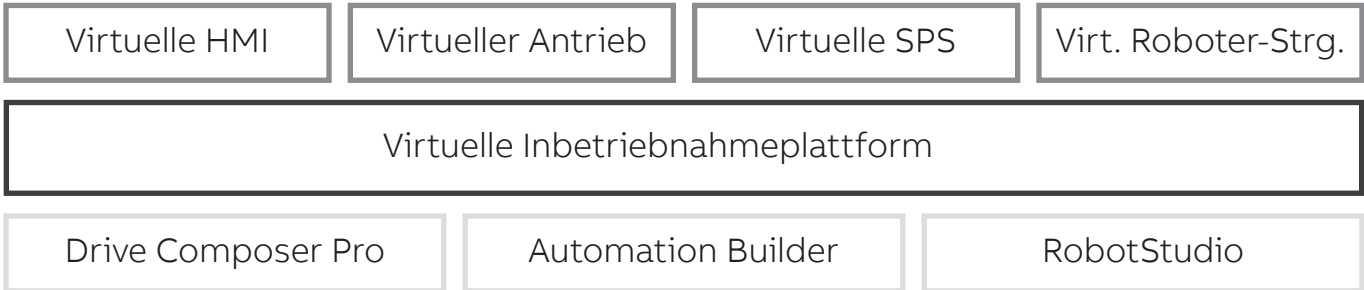 Virtuelle HMI
Virtueller Antrieb
Virtuelle SPS
Virt. Roboter-Strg.
Virtuelle Inbetriebnahmeplattform
Drive Composer Pro
Automation Builder
RobotStudio